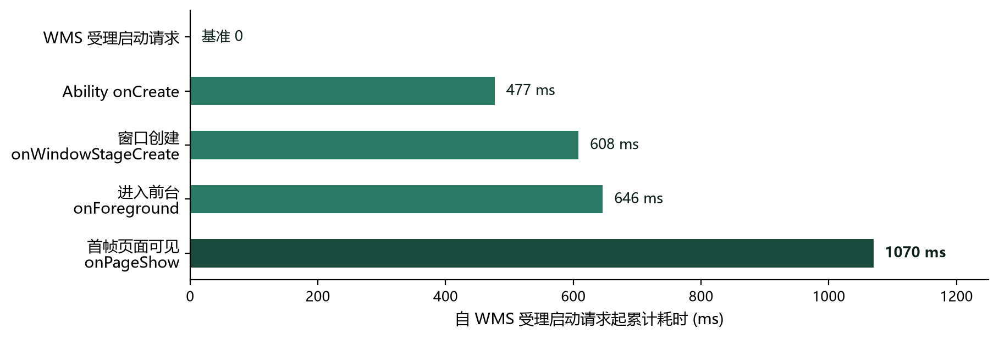 WMS 受理启动请求
基准 0
Ability onCreate
477 ms
窗口创建
onWindowStageCreate
608 ms
进入前台
onForeground
646 ms
首帧页面可见
onPageShow
1070 ms
0 200 400 600 800 1000 1200
自 WMS 受理启动请求起累计耗时 (ms)